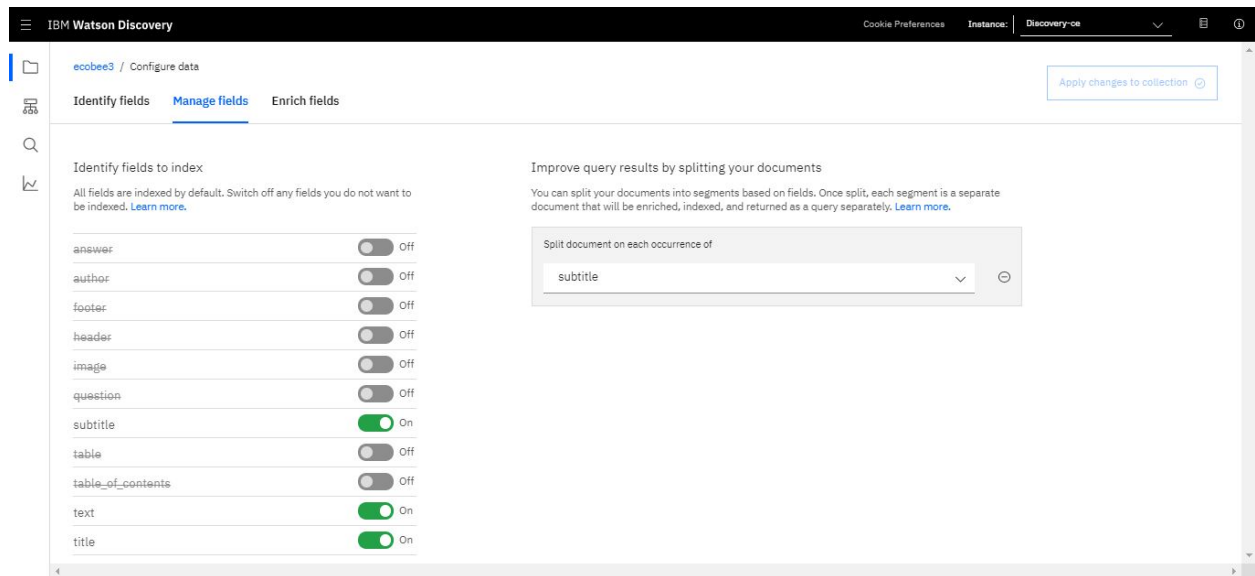 IBM Watson Discovery
Cookie Preferences
Instance:
Discovery-ce
ecobee3 / Configure data
Apply changes to collection
Identify fields
Manage fields
Enrich fields
Identify fields to index
All fields are indexed by default. Switch off any fields you do not want to
be indexed. Learn more.
answer Off
author Off
footer Off
header Off
image Off
question Off
subtitle On
table Off
table_of_contents Off
text On
title On
Improve query results by splitting your documents
You can split your documents into segments based on fields. Once split, each segment is a separate
document that will be enriched, indexed, and returned as a query separately. Learn more.
Split document on each occurrence of
subtitle